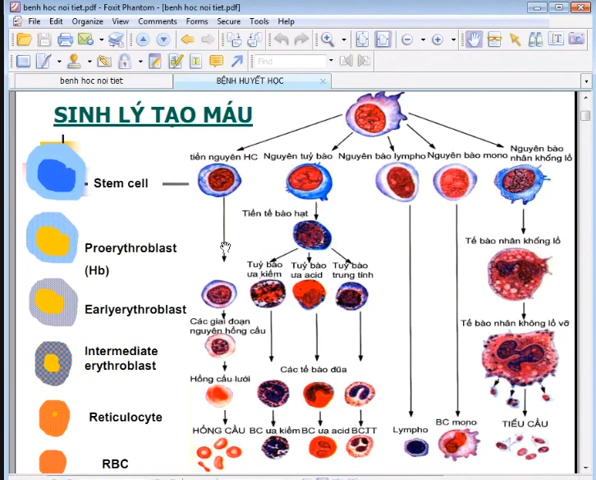 benh hoc noi tiet.pdf - Foxit Phantom - [benh hoc noi tiet.pdf]
File Edit Organize View Comments Forms Secure Tools Help
Find
benh hoc noi tiet
BỆNH HUYẾT HỌC
SINH LÝ TẠO MÁU
tiền nguyên HC
Nguyên tuỷ bào
Nguyên bào lympho
Nguyên bào mono
Nguyên bào
nhân khổng lồ
Stem cell
Tiền tế bào hạt
Proerythroblast
(Hb)
Tế bào nhân khổng lồ
Tuỷ bào
ưa kiềm
Tuỷ bào
ưa acid
Tuỷ bào
trung tính
Earlyerythroblast
Các giai đoạn
nguyên hồng cầu
Tế bào nhân khổng lồ vỡ
Intermediate
erythroblast
Hồng cầu lưới
Các tế bào đũa
Reticulocyte
HỒNG CẦU
BC ưa kiềm
BC ưa acid
BCTT
Lympho
BC mono
TIỂU CẦU
RBC